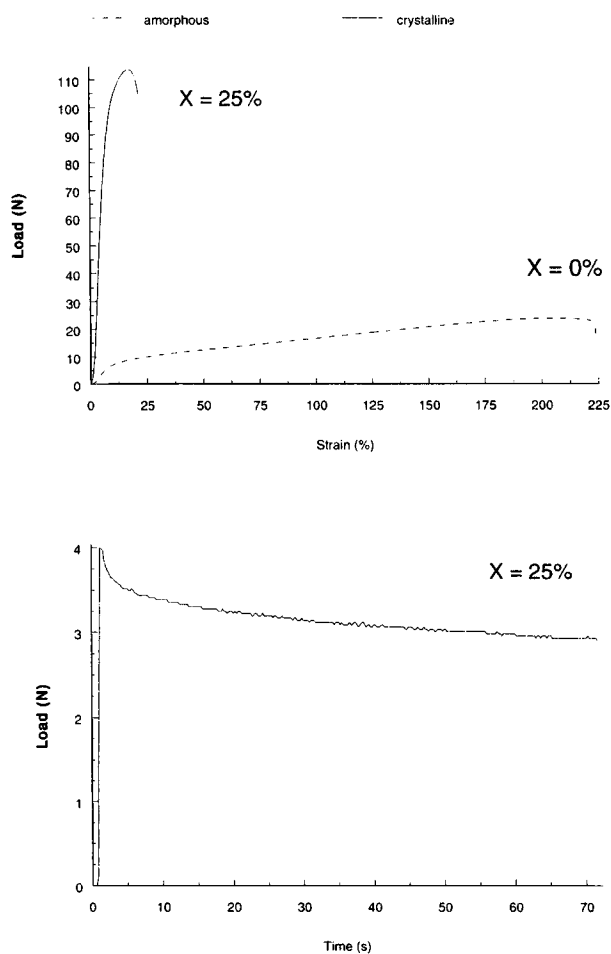 amorphous crystalline
110
100
90
80
70
60
50
40
30
20
10
0
Load (N)
X = 25%
X = 0%
0 25 50 75 100 125 150 175 200 225
Strain (%)
4
3
2
1
0
Load (N)
X = 25%
0 10 20 30 40 50 60 70
Time (s)